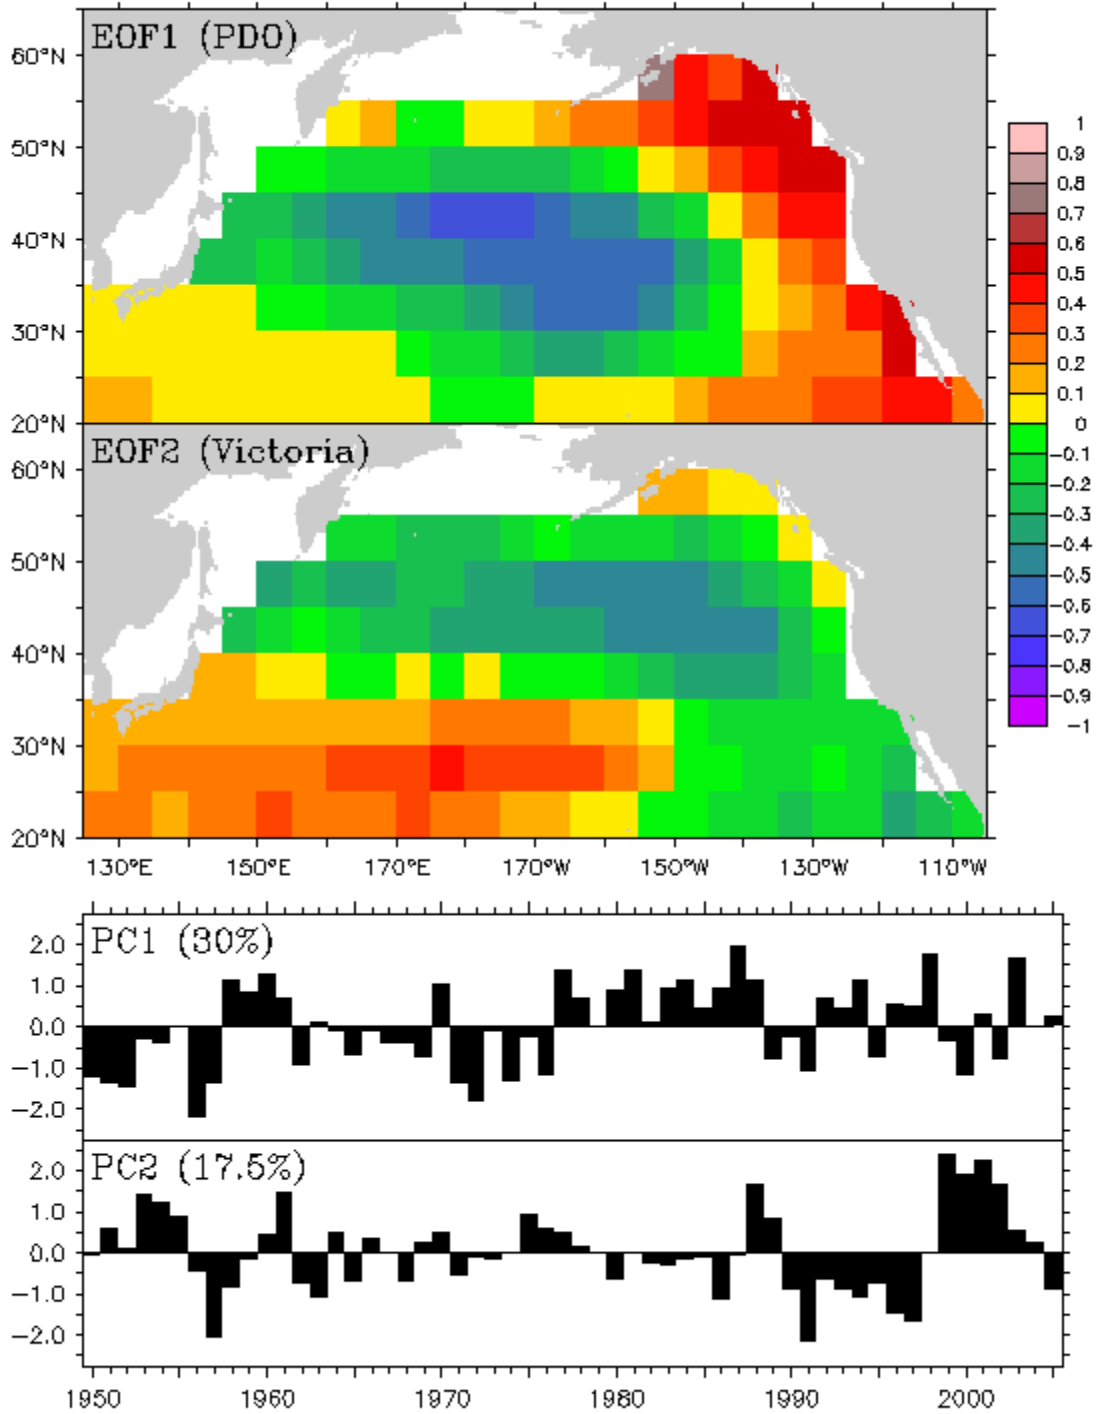 EOF1 (PDO)
60°N
50°N
40°N
30°N
20°N
EOF2 (Victoria)
60°N
50°N
40°N
30°N
20°N
130°E 150°E 170°E 170°W 150°W 130°W 110°W
1
0.9
0.8
0.7
0.6
0.5
0.4
0.3
0.2
0.1
0
-0.1
-0.2
-0.3
-0.4
-0.5
-0.6
-0.7
-0.8
-0.9
-1
PC1 (30%)
2.0
1.0
0.0
-1.0
-2.0
PC2 (17.5%)
2.0
1.0
0.0
-1.0
-2.0
1950 1960 1970 1980 1990 2000